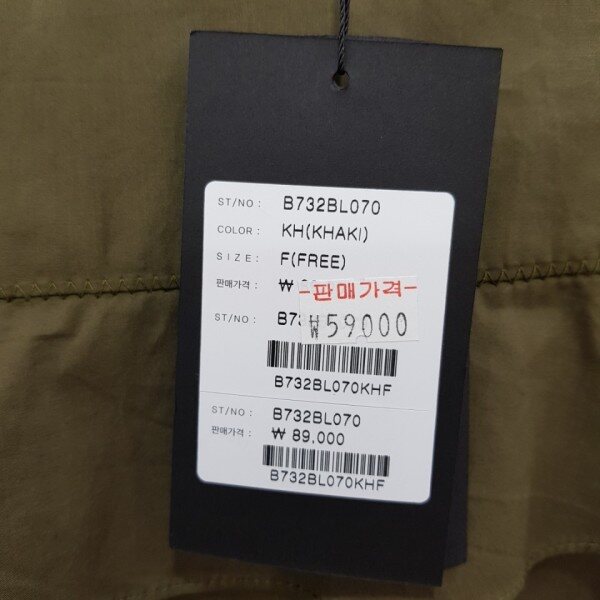 ST/NO : B732BL070
COLOR : KH(KHAKI)
SIZE : F(FREE)
판매가격 : ₩
-판매가격-
ST/NO : B73
₩59000
B732BL070KHF
ST/NO : B732BL070
판매가격 : ₩ 89,000
B732BL070KHF